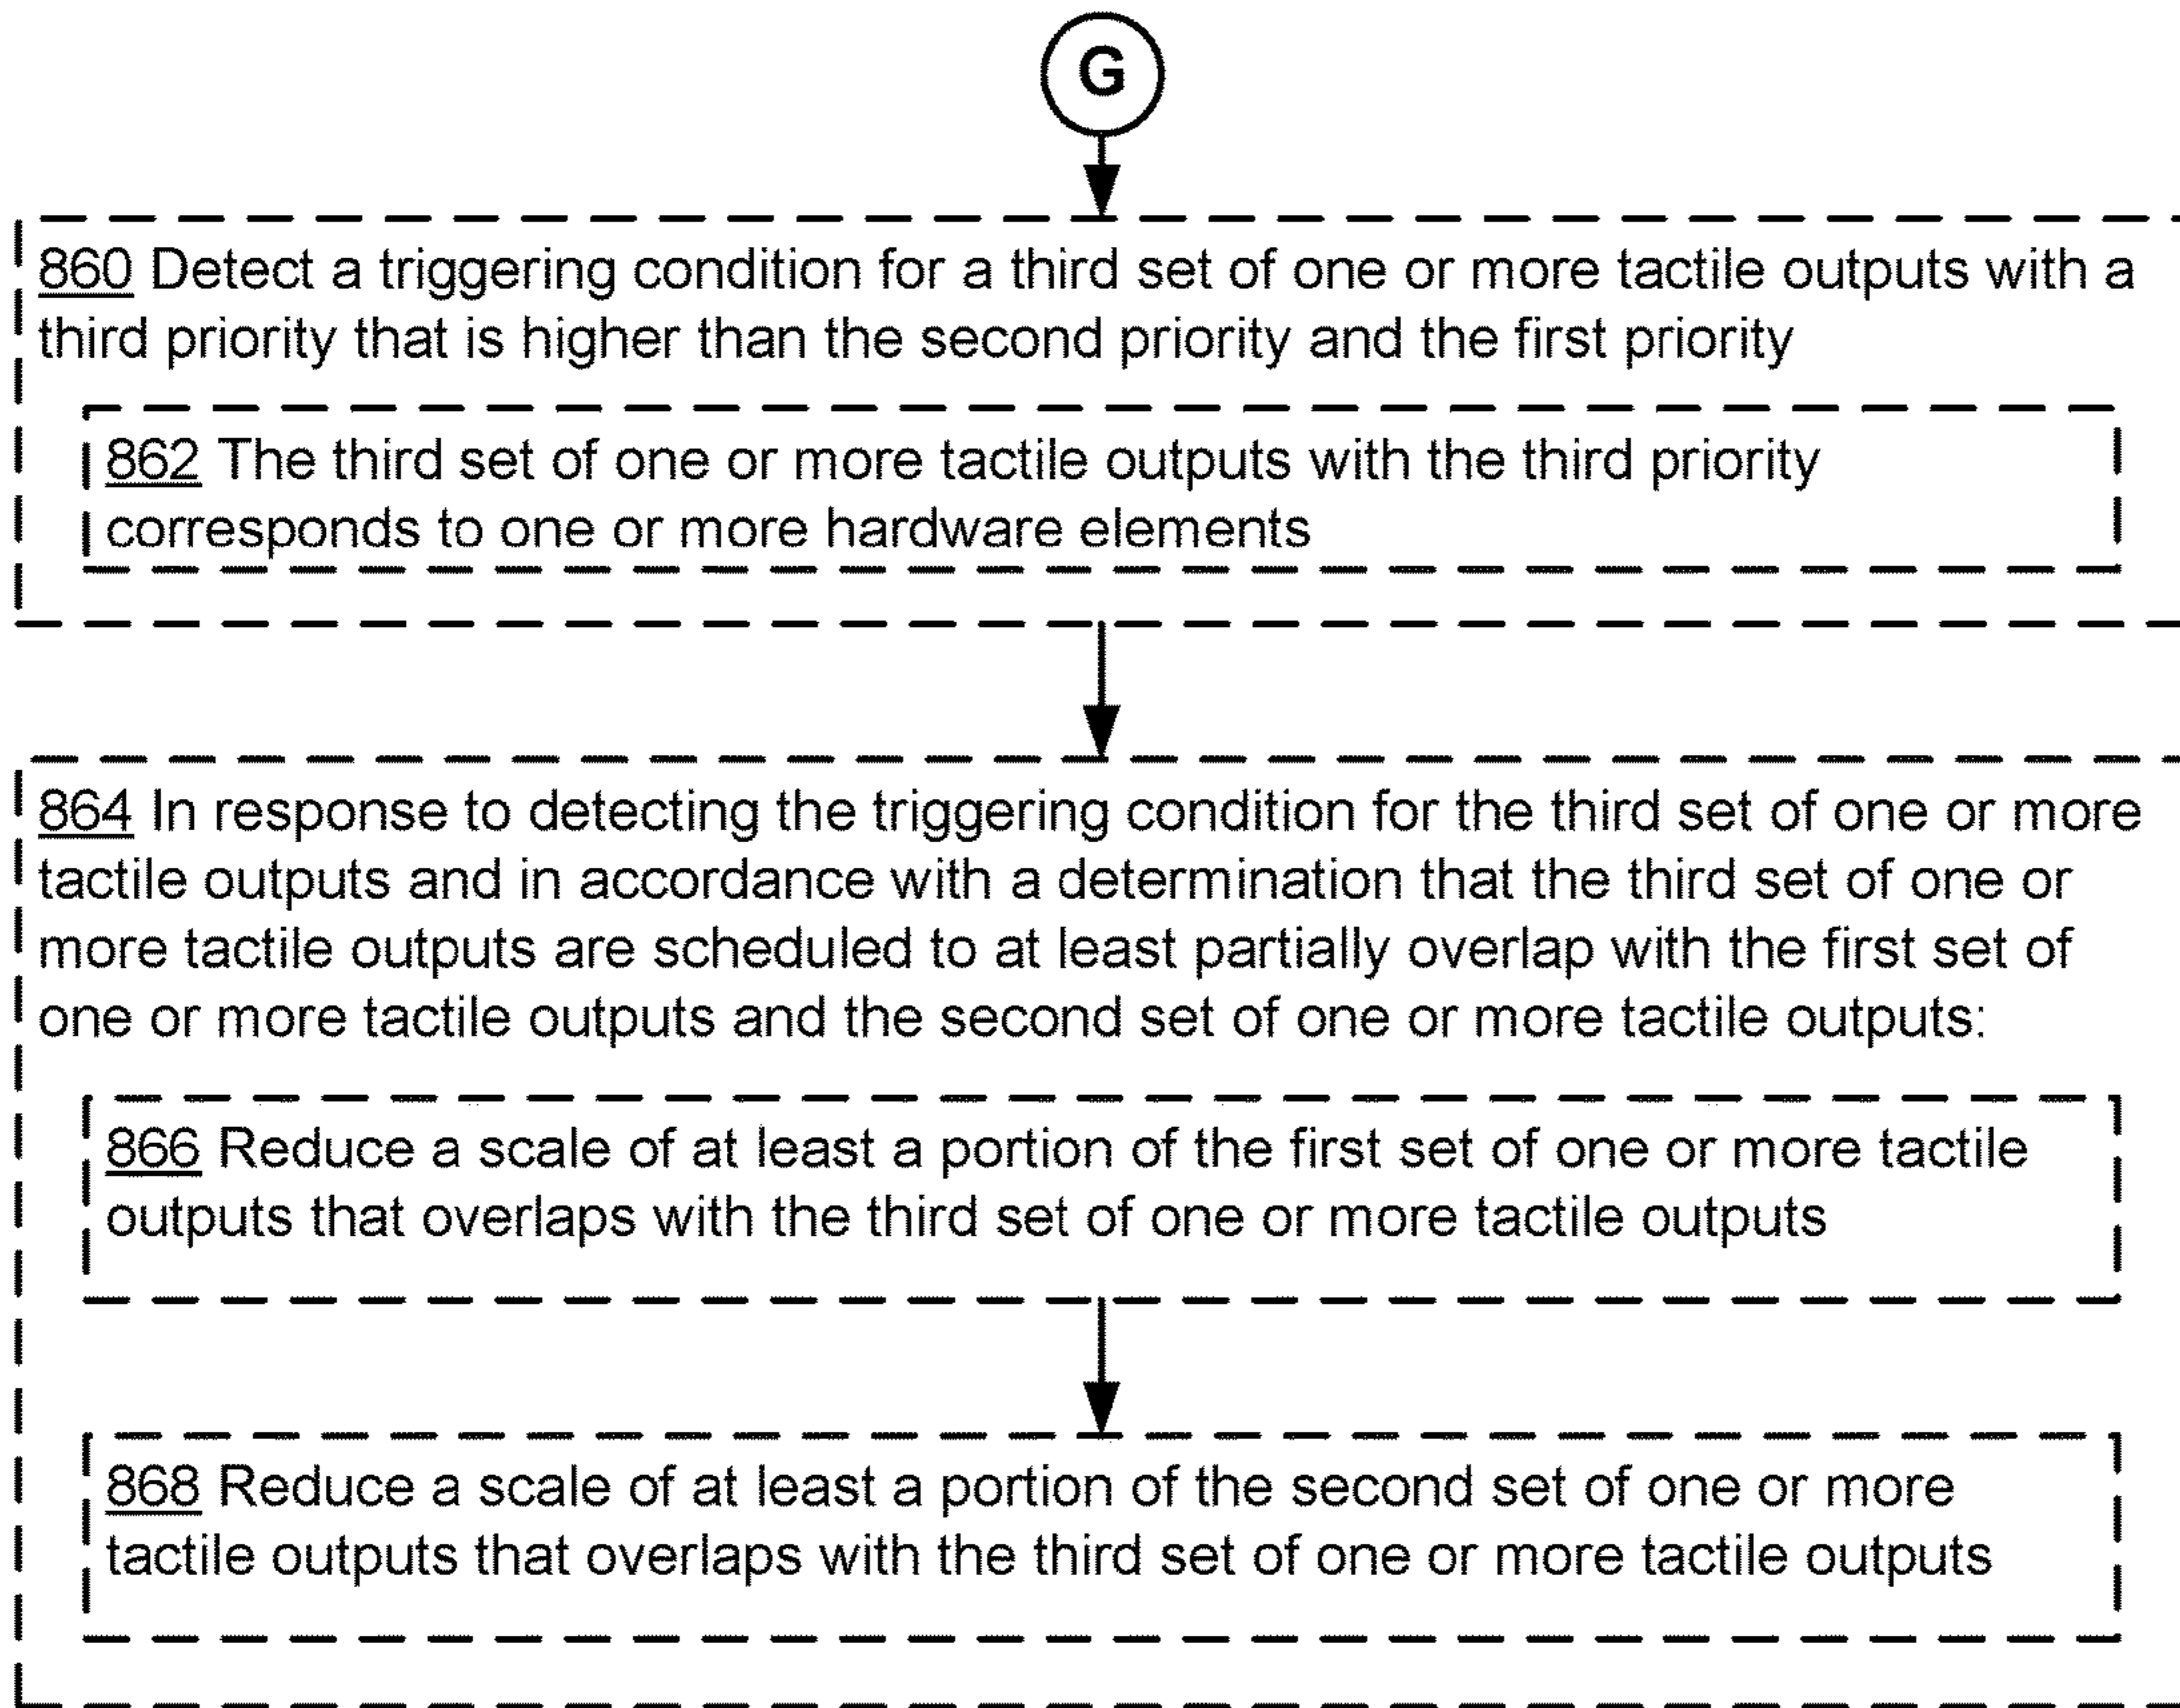 G
860 Detect a triggering condition for a third set of one or more tactile outputs with a
third priority that is higher than the second priority and the first priority
862 The third set of one or more tactile outputs with the third priority
corresponds to one or more hardware elements
864 In response to detecting the triggering condition for the third set of one or more
tactile outputs and in accordance with a determination that the third set of one or
more tactile outputs are scheduled to at least partially overlap with the first set of
one or more tactile outputs and the second set of one or more tactile outputs:
866 Reduce a scale of at least a portion of the first set of one or more tactile
outputs that overlaps with the third set of one or more tactile outputs
868 Reduce a scale of at least a portion of the second set of one or more
tactile outputs that overlaps with the third set of one or more tactile outputs